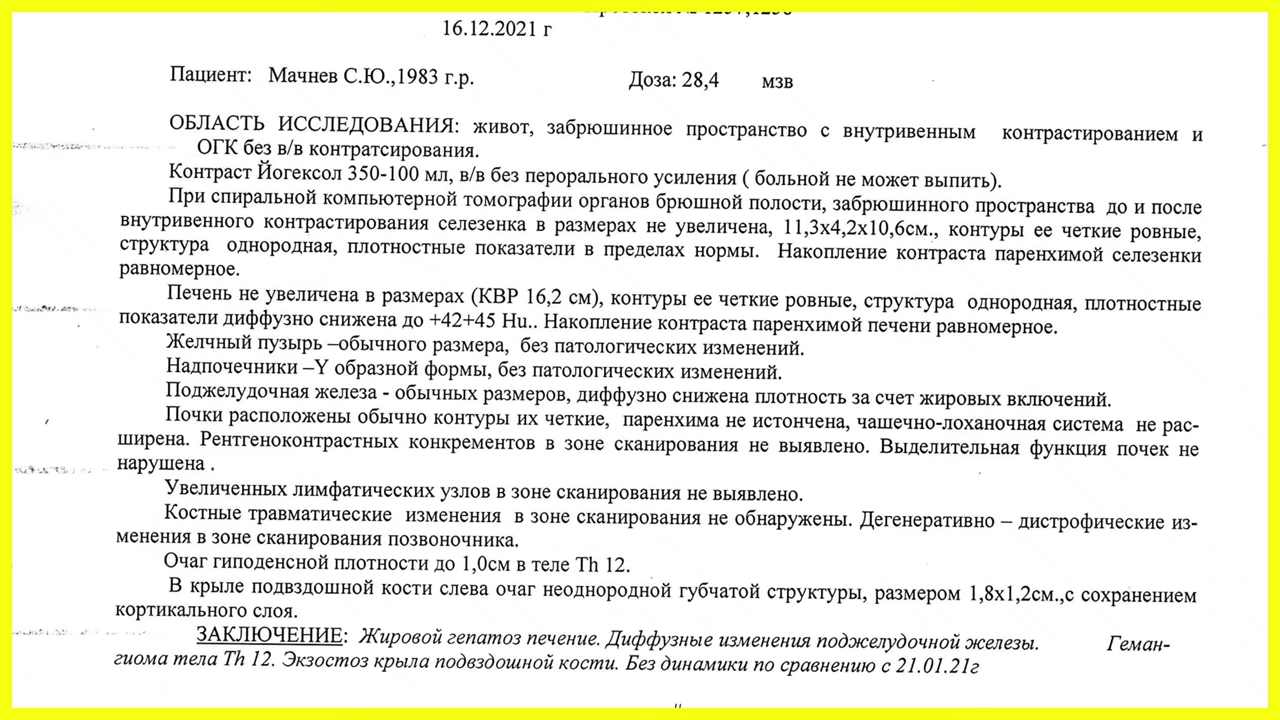 16.12.2021 г
Пациент: Мачнев С.Ю.,1983 г.р. Доза: 28,4 мзв
ОБЛАСТЬ ИССЛЕДОВАНИЯ: живот, забрюшинное пространство с внутривенным контрастированием и
ОГК без в/в контратсирования.
Контраст Йогексол 350-100 мл, в/в без перорального усиления ( больной не может выпить).
При спиральной компьютерной томографии органов брюшной полости, забрюшинного пространства до и после
внутривенного контрастирования селезенка в размерах не увеличена, 11,3х4,2х10,6см., контуры ее четкие ровные,
структура однородная, плотностные показатели в пределах нормы. Накопление контраста паренхимой селезенки
равномерное.
Печень не увеличена в размерах (КВР 16,2 см), контуры ее четкие ровные, структура однородная, плотностные
показатели диффузно снижена до +42+45 Hu.. Накопление контраста паренхимой печени равномерное.
Желчный пузырь –обычного размера, без патологических изменений.
Надпочечники –Y образной формы, без патологических изменений.
Поджелудочная железа - обычных размеров, диффузно снижена плотность за счет жировых включений.
Почки расположены обычно контуры их четкие, паренхима не истончена, чашечно-лоханочная система не рас-
ширена. Рентгеноконтрастных конкрементов в зоне сканирования не выявлено. Выделительная функция почек не
нарушена .
Увеличенных лимфатических узлов в зоне сканирования не выявлено.
Костные травматические изменения в зоне сканирования не обнаружены. Дегенеративно – дистрофические из-
менения в зоне сканирования позвоночника.
Очаг гиподенсной плотности до 1,0см в теле Th 12.
В крыле подвздошной кости слева очаг неоднородной губчатой структуры, размером 1,8х1,2см.,с сохранением
кортикального слоя.
ЗАКЛЮЧЕНИЕ: Жировой гепатоз печение. Диффузные изменения поджелудочной железы. Геман-
гиома тела Th 12. Экзостоз крыла подвздошной кости. Без динамики по сравнению с 21.01.21г